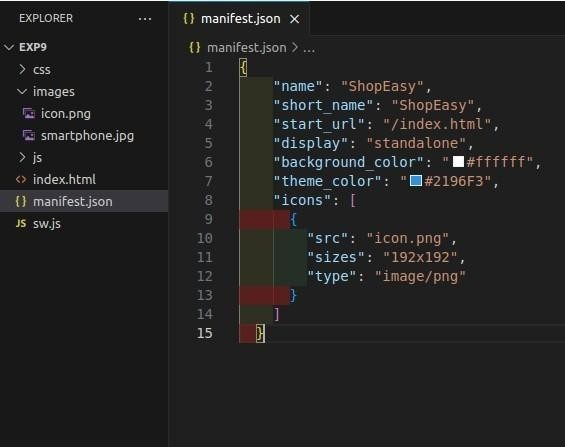 EXPLORER ...
EXP9
css
images
icon.png
smartphone.jpg
js
index.html
manifest.json
JS sw.js
{} manifest.json ×
{} manifest.json > ...
1 {
2 "name": "ShopEasy",
3 "short_name": "ShopEasy",
4 "start_url": "/index.html",
5 "display": "standalone",
6 "background_color": "#ffffff",
7 "theme_color": "#2196F3",
8 "icons": [
9 {
10 "src": "icon.png",
11 "sizes": "192x192",
12 "type": "image/png"
13 }
14 ]
15 }